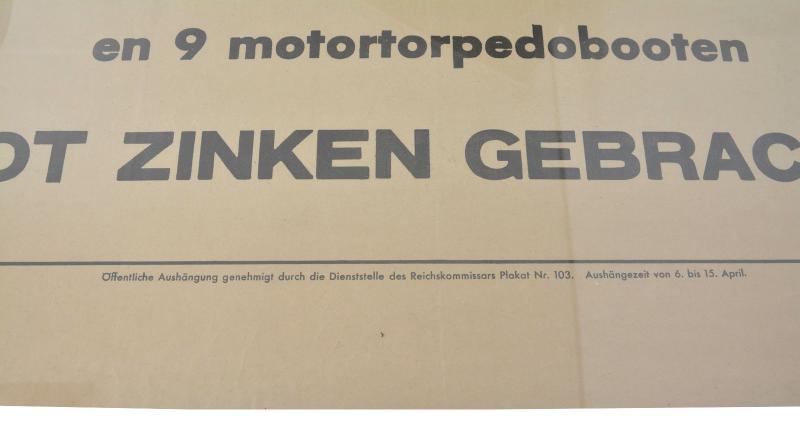 en 9 motortorpedobooten
OT ZINKEN GEBRAC
Öffentliche Aushängung genehmigt durch die Dienststelle des Reichskommissars Plakat Nr. 103. Aushängezeit von 6. bis 15. April.